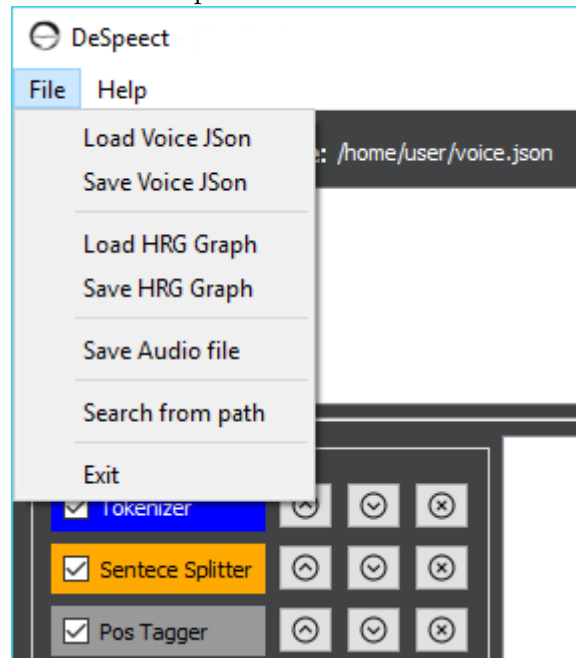 DeSpeect
File Help
Load Voice JSon
: /home/user/voice.json
Save Voice JSon
Load HRG Graph
Save HRG Graph
Save Audio file
Search from path
Exit
Tokenizer
Sentece Splitter
Pos Tagger